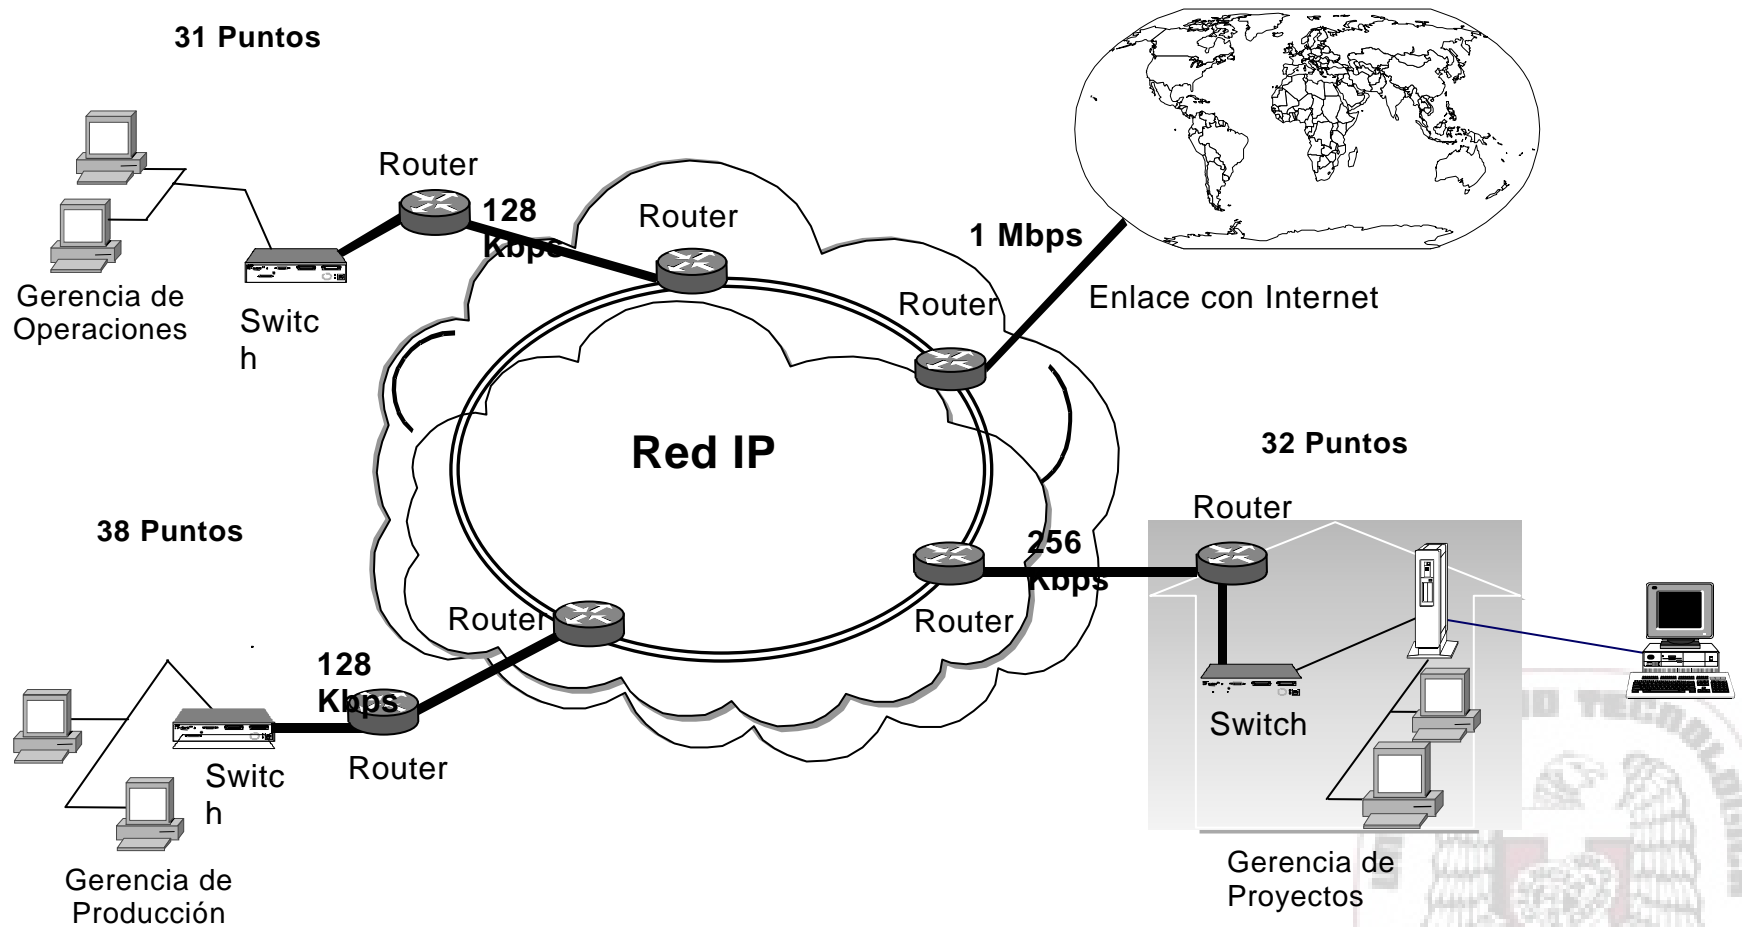 31 Puntos
Router
128
Kbps
Router
1 Mbps
Router
Enlace con Internet
Gerencia de
Operaciones
Switc
h
Red IP
32 Puntos
Router
38 Puntos
256
Kbps
Router
Router
128
Kbps
Switch
Switc
h
Router
Gerencia de
Producción
Gerencia de
Proyectos